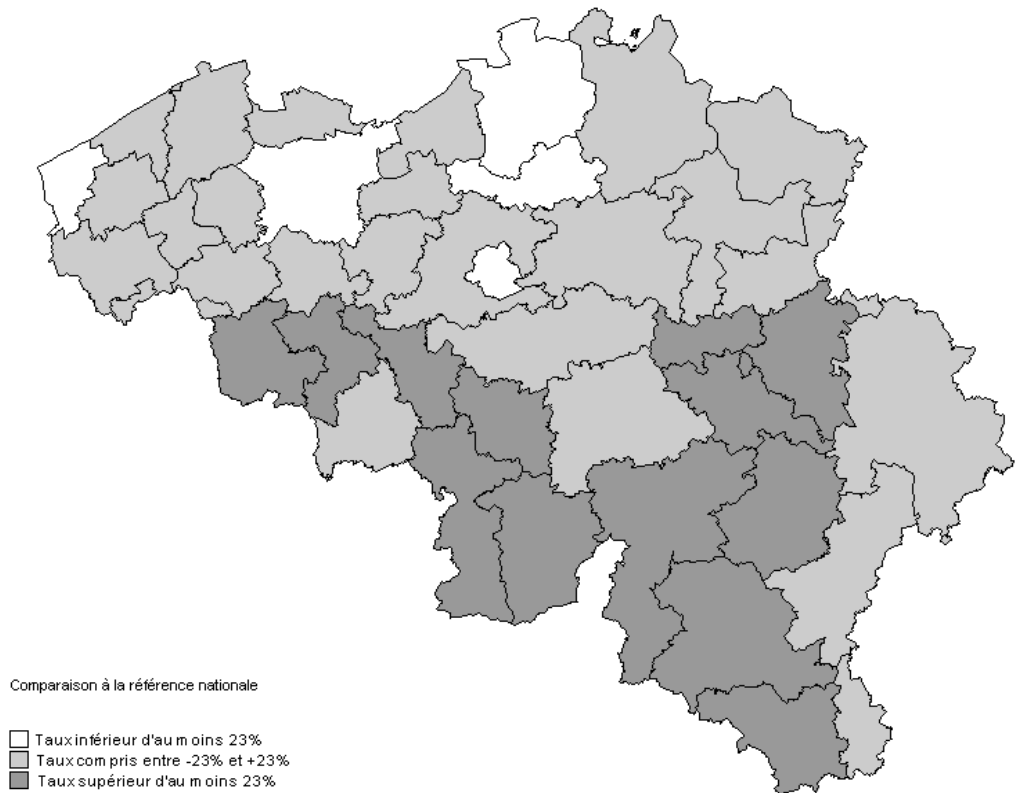 Comparaison à la référence nationale
Taux inférieur d'au moins 23%
Taux compris entre -23% et +23%
Taux supérieur d'au moins 23%